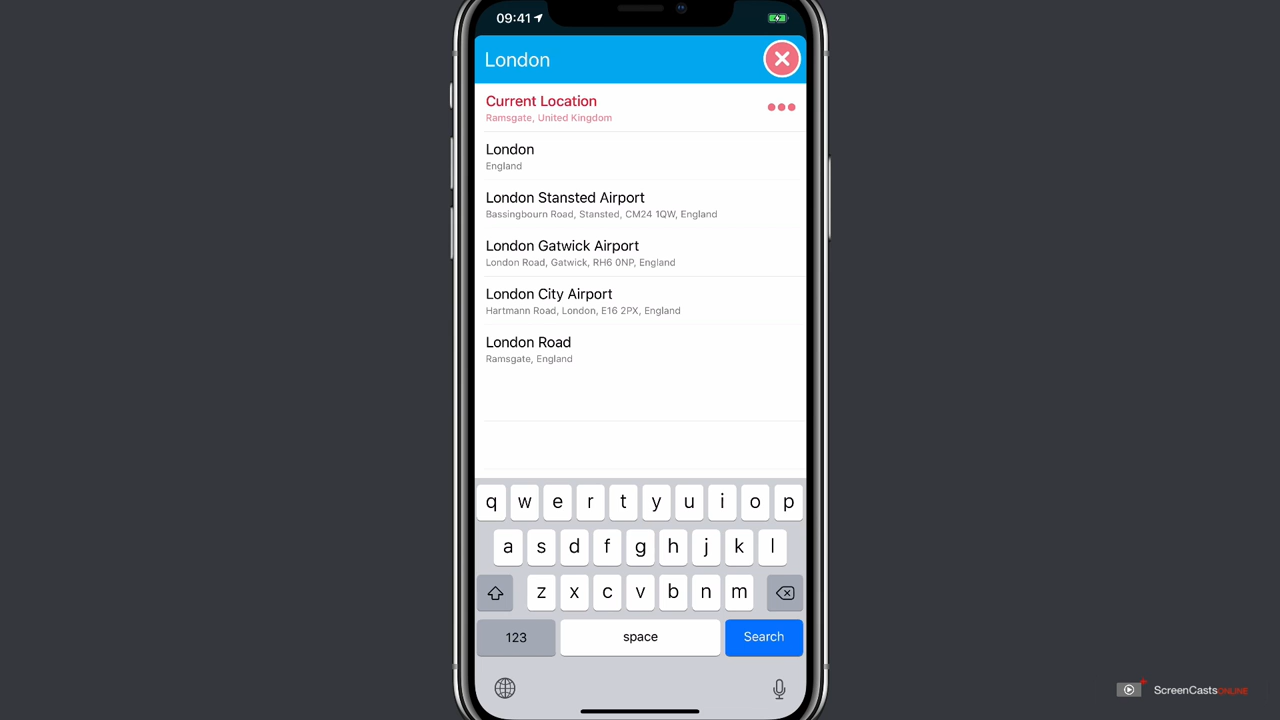 09:41
London
Current Location
Ramsgate, United Kingdom
London
England
London Stansted Airport
Bassingbourn Road, Stansted, CM24 1QW, England
London Gatwick Airport
London Road, Gatwick, RH6 0NP, England
London City Airport
Hartmann Road, London, E16 2PX, England
London Road
Ramsgate, England
q w e r t y u i o p
a s d f g h j k l
z x c v b n m
123 space Search
ScreenCastsONLINE